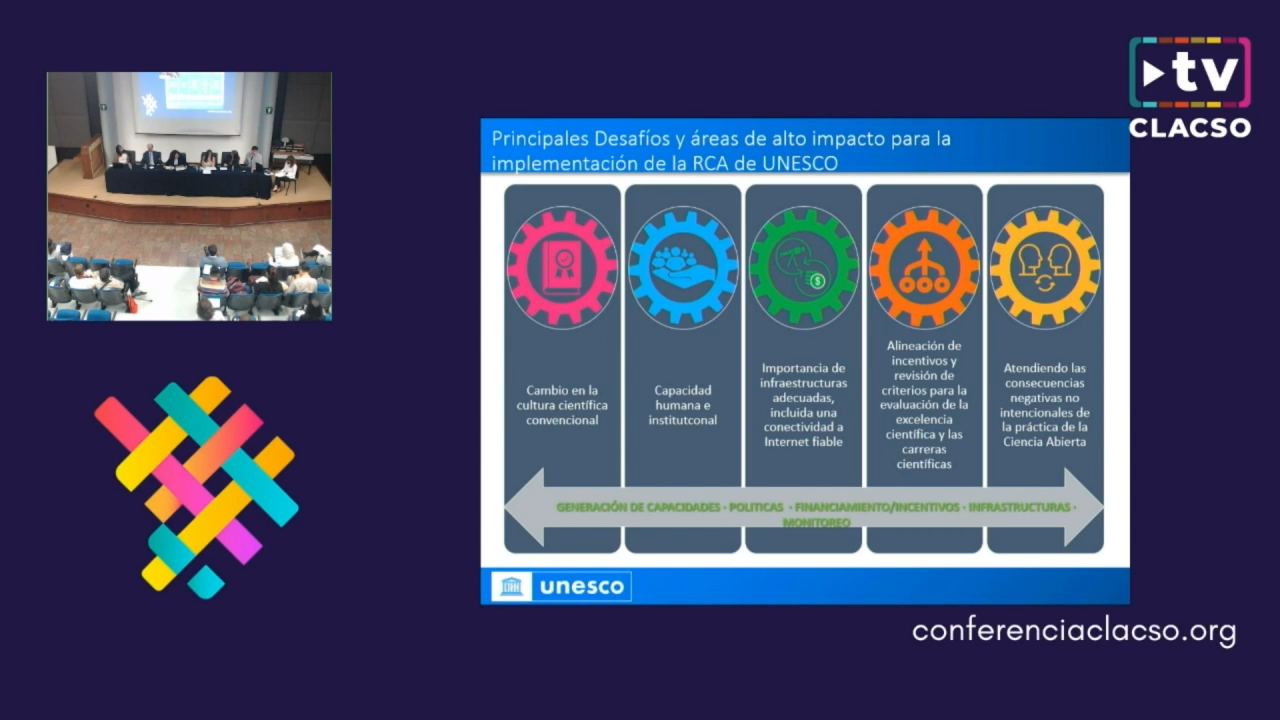 tv
CLACSO
Principales Desafíos y áreas de alto impacto para la
implementación de la RCA de UNESCO
Cambio en la
cultura científica
convencional
Capacidad
humana e
institutconal
Importancia de
infraestructuras
adecuadas,
incluida una
conectividad a
Internet fiable
Alineación de
incentivos y
revisión de
criterios para la
evaluación de la
excelencia
científica y las
carreras
científicas
Atendiendo las
consecuencias
negativas no
intencionales de
la práctica de la
Ciencia Abierta
GENERACIÓN DE CAPACIDADES - POLITICAS - FINANCIAMIENTO/INCENTIVOS - INFRASTRUCTURAS -
MONITOREO
unesco
conferenciaclacso.org